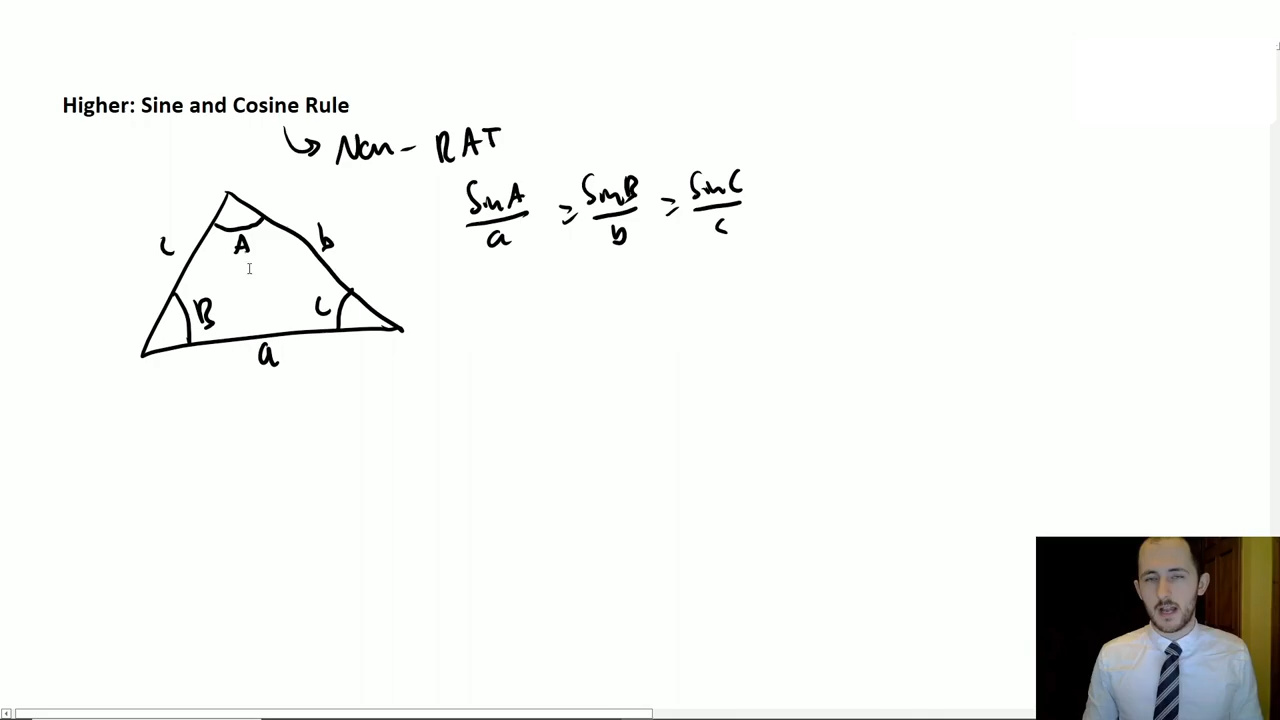 Higher: Sine and Cosine Rule
Non-RAT
SinA/a = SinB/b = SinC/c
c
A
b
B
C
a